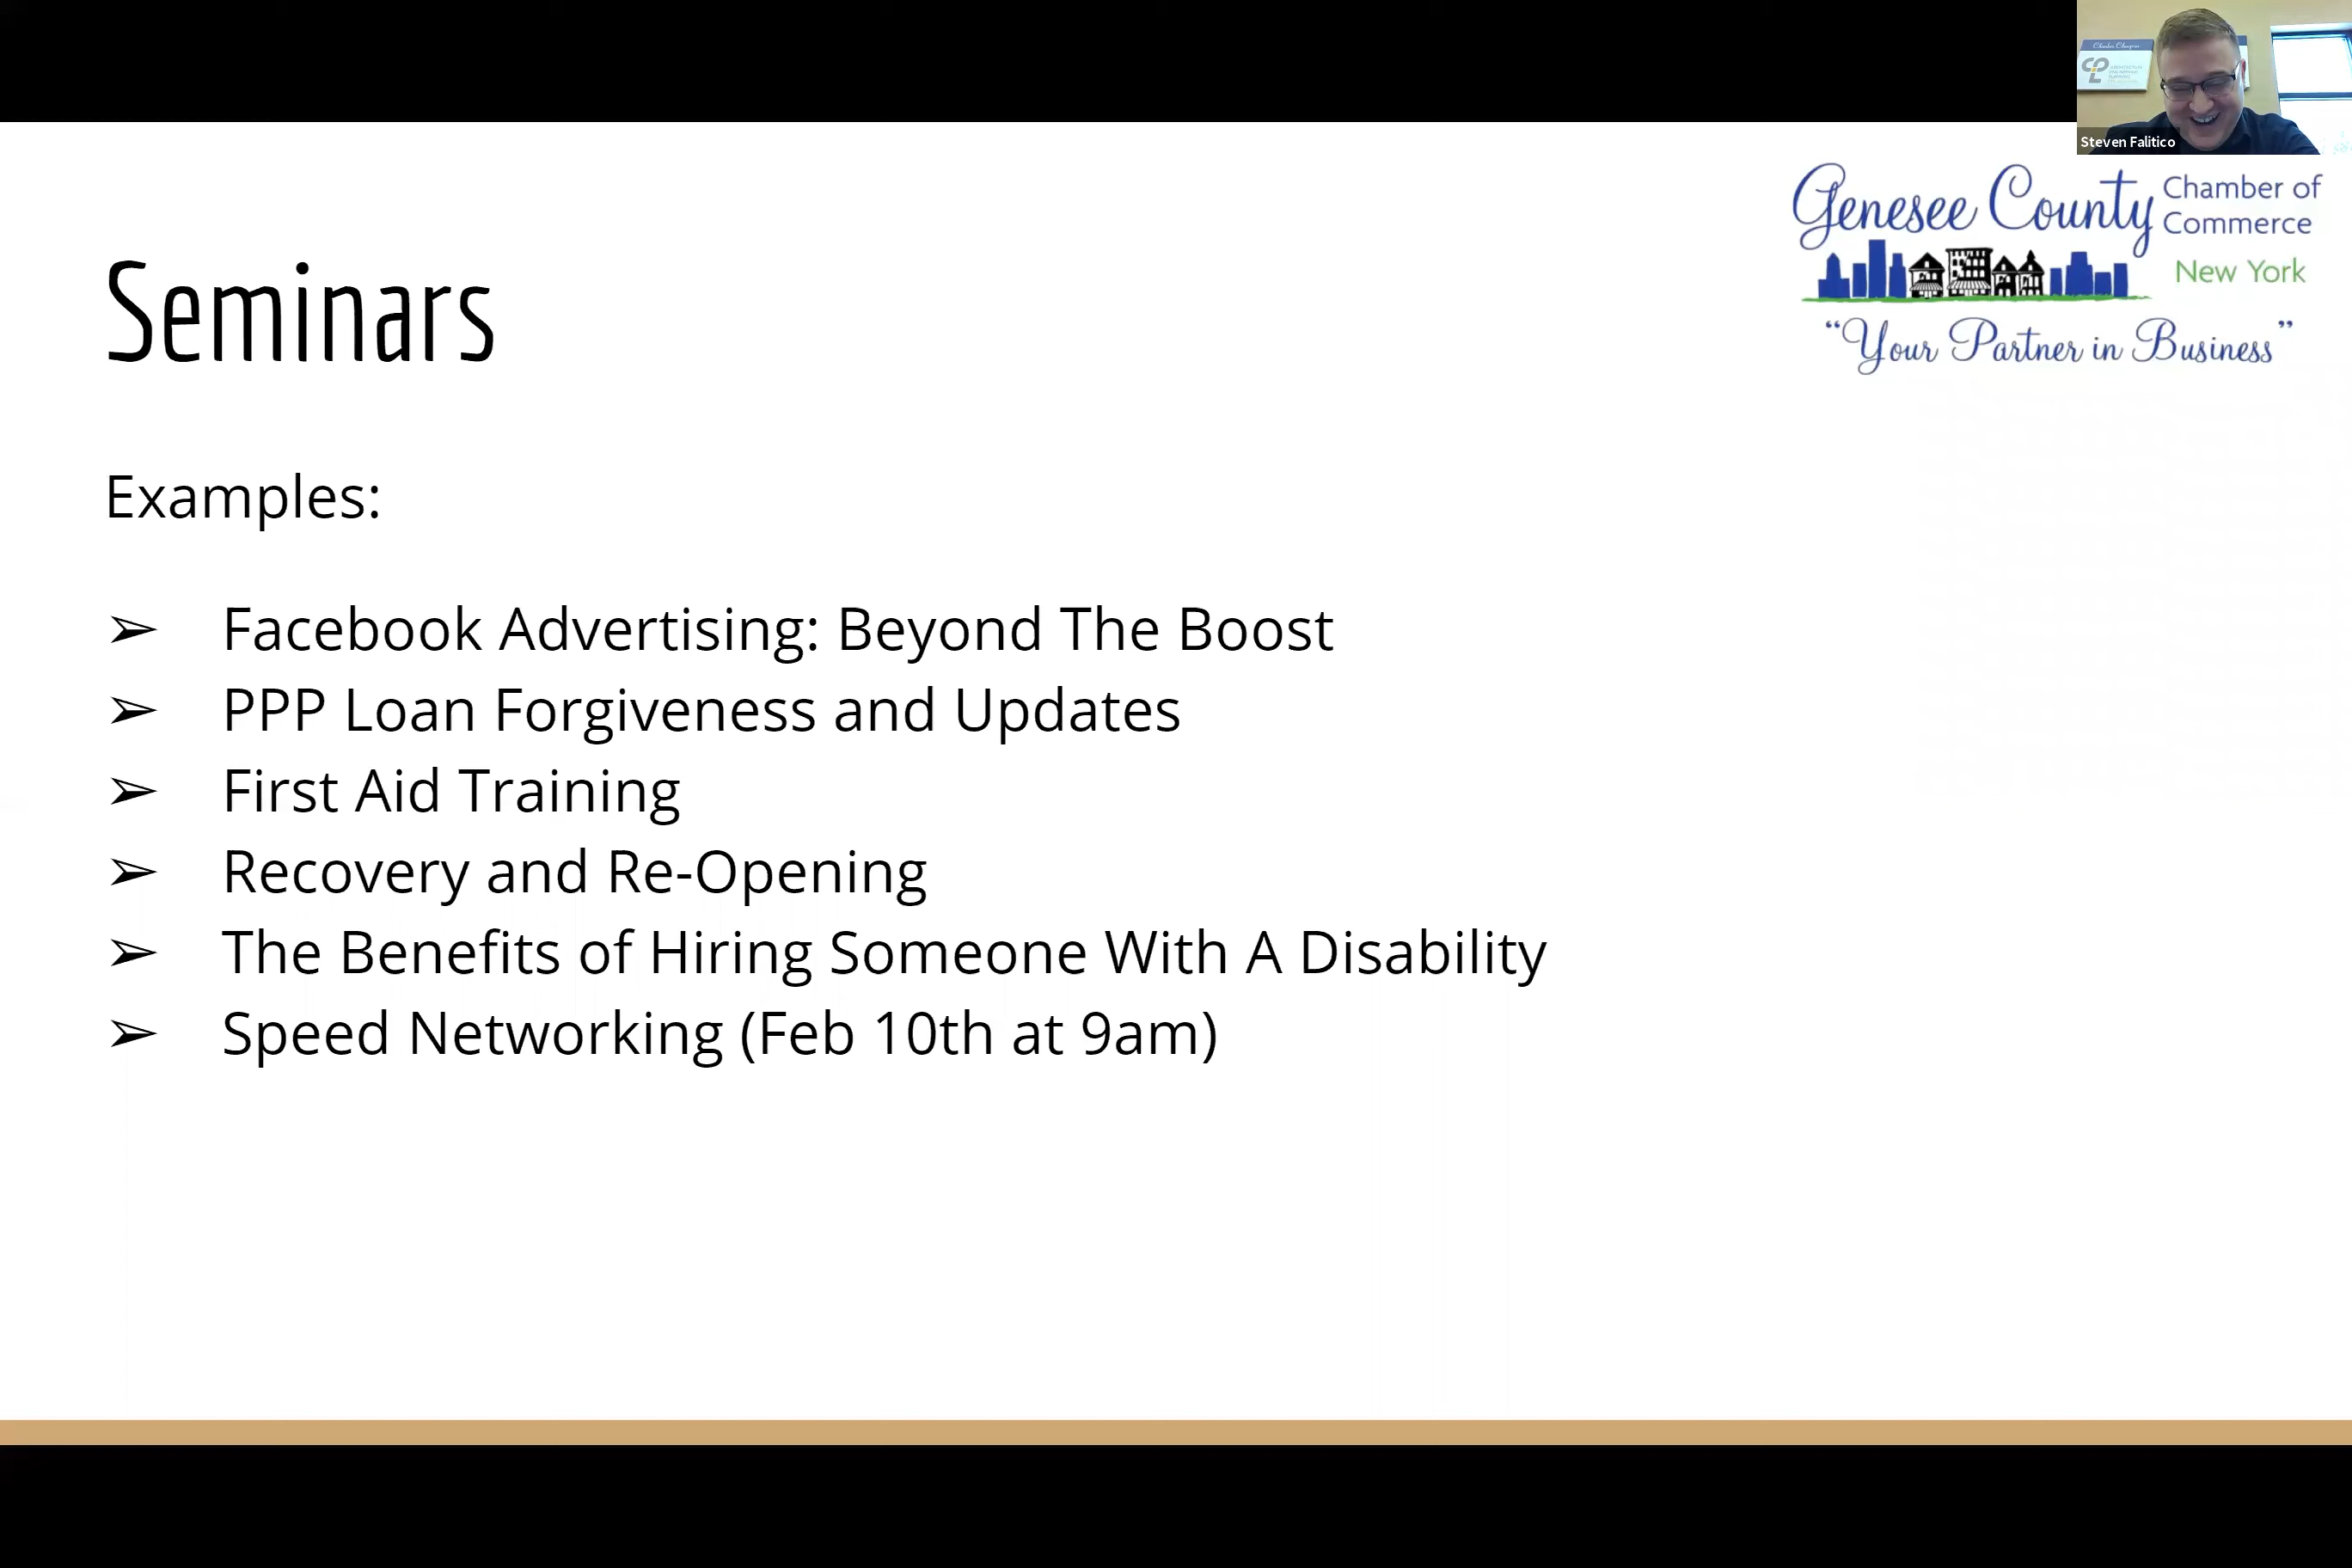 Steven Falitico
Genesee County Chamber of
Commerce
New York
“Your Partner in Business”
Seminars
Examples:
➢ Facebook Advertising: Beyond The Boost
➢ PPP Loan Forgiveness and Updates
➢ First Aid Training
➢ Recovery and Re-Opening
➢ The Benefits of Hiring Someone With A Disability
➢ Speed Networking (Feb 10th at 9am)